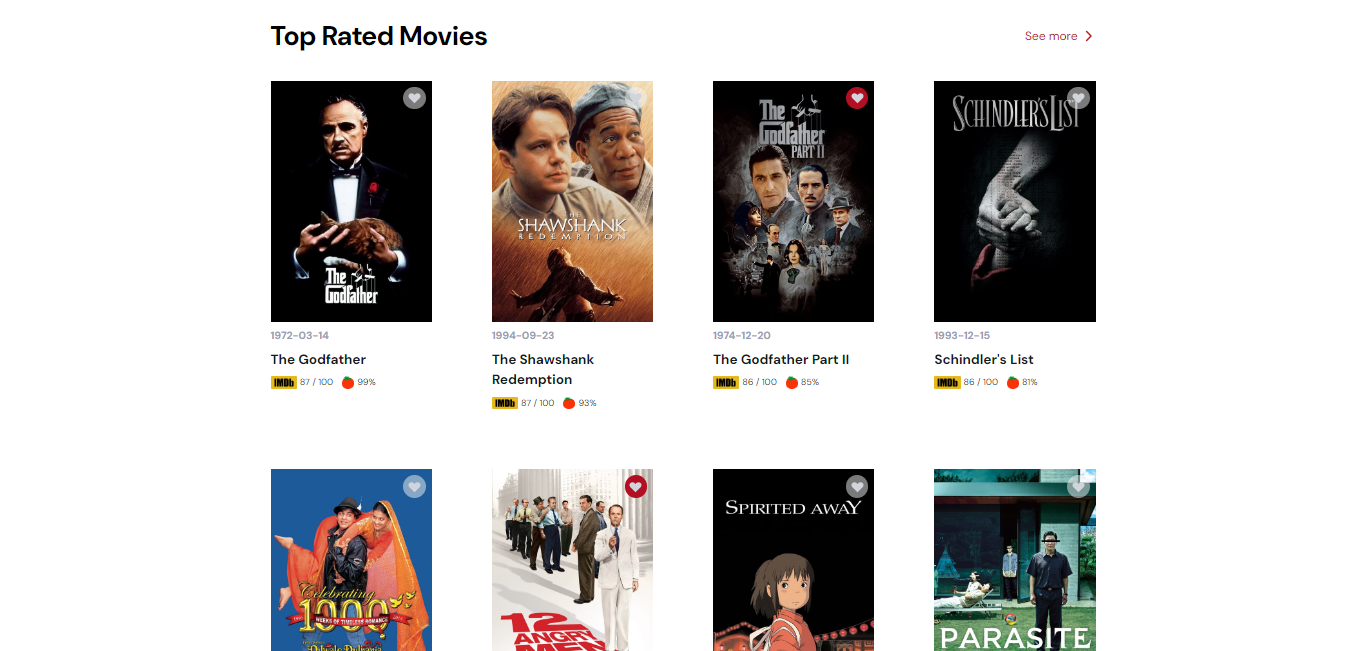 Top Rated Movies
See more
The
Godfather
THE
SHAWSHANK
REDEMPTION
The
Godfather
PART II
SCHINDLER'S LIST
1972-03-14
1994-09-23
1974-12-20
1993-12-15
The Godfather
The Shawshank
Redemption
The Godfather Part II
Schindler's List
IMDb 87 / 100 99%
IMDb 87 / 100 93%
IMDb 86 / 100 85%
IMDb 86 / 100 81%
Celebrating
1000
WEEKS OF TIMELESS ROMANCE
12
ANGRY
MEN
SPIRITED AWAY
PARASITE